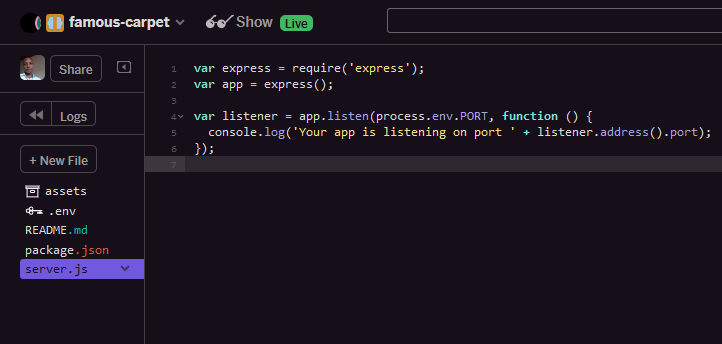 famous-carpet
Show Live
Share
Logs
+ New File
assets
.env
README.md
package.json
server.js
1 var express = require('express');
2 var app = express();
3
4 var listener = app.listen(process.env.PORT, function () {
5   console.log('Your app is listening on port ' + listener.address().port);
6 });
7